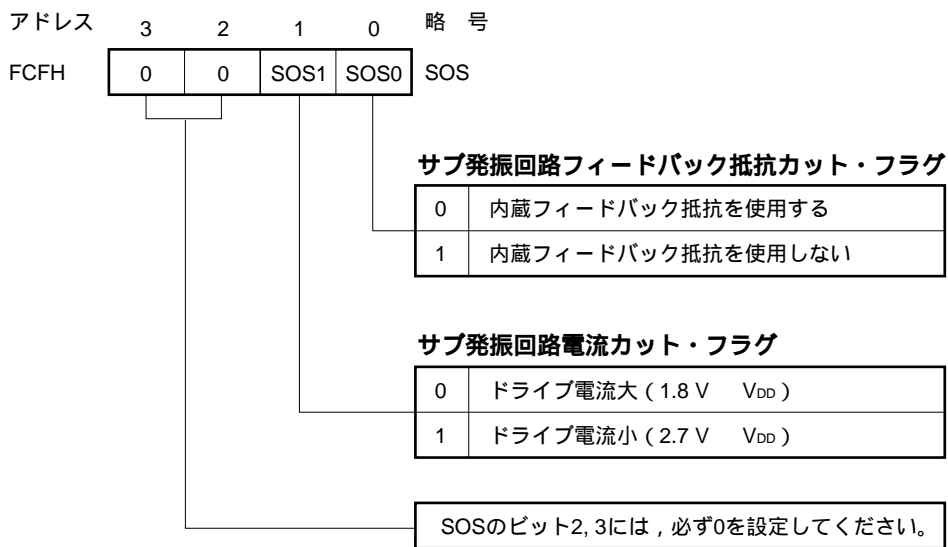 アドレス 3 2 1 0 略 号
FCFH 0 0 SOS1 SOS0 SOS
サブ発振回路フィードバック抵抗カット・フラグ
0 内蔵フィードバック抵抗を使用する
1 内蔵フィードバック抵抗を使用しない
サブ発振回路電流カット・フラグ
0 ドライブ電流大(1.8 V VDD)
1 ドライブ電流小(2.7 V VDD)
SOSのビット2, 3には,必ず0を設定してください。